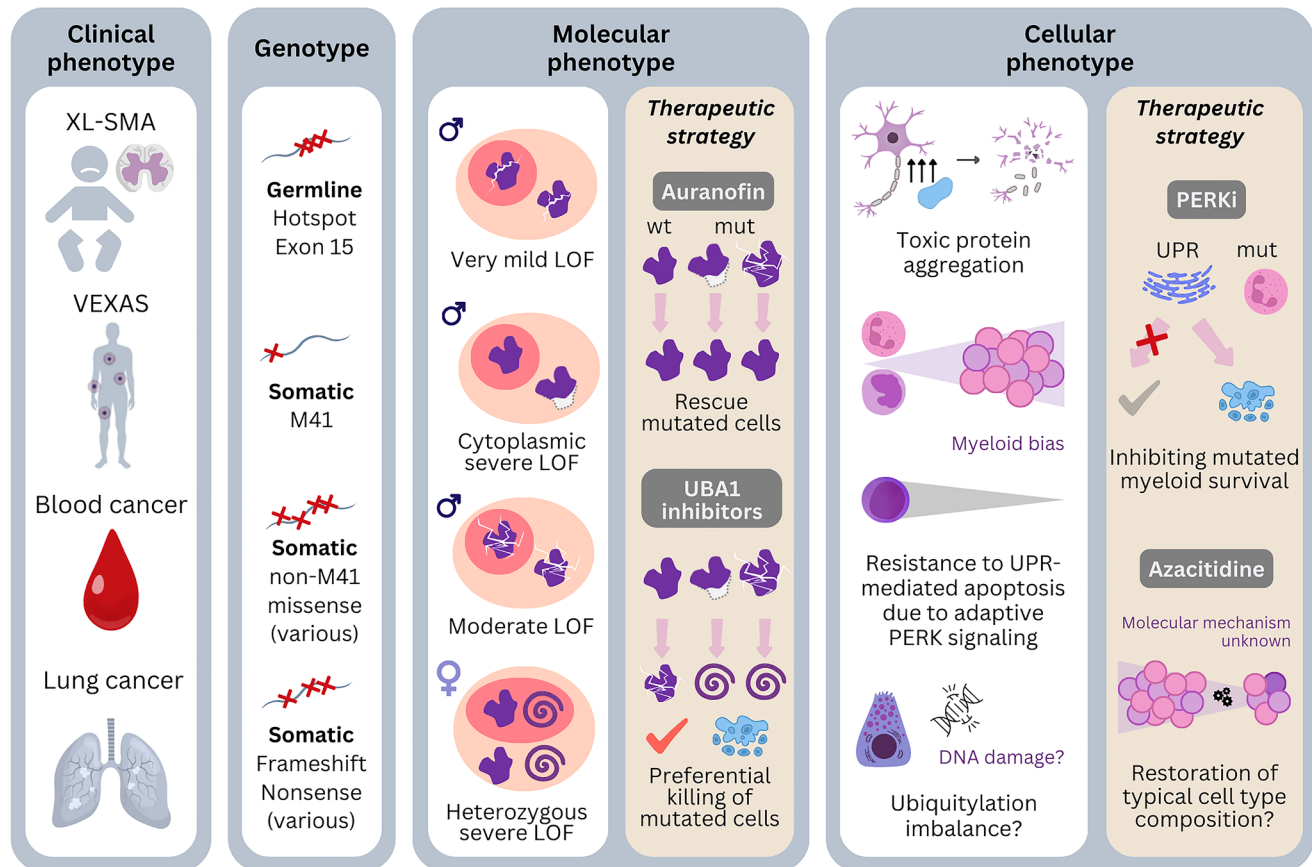 Clinical
phenotype
XL-SMA
VEXAS
Blood cancer
Lung cancer
Genotype
Germline
Hotspot
Exon 15
Somatic
M41
Somatic
non-M41
missense
(various)
Somatic
Frameshift
Nonsense
(various)
Molecular
phenotype
Very mild LOF
Cytoplasmic
severe LOF
Moderate LOF
Heterozygous
severe LOF
Therapeutic
strategy
Auranofin
wt mut
Rescue
mutated cells
UBA1
inhibitors
Preferential
killing of
mutated cells
Cellular
phenotype
Toxic protein
aggregation
Myeloid bias
Resistance to UPR-
mediated apoptosis
due to adaptive
PERK signaling
DNA damage?
Ubiquitylation
imbalance?
Therapeutic
strategy
PERKi
UPR mut
Inhibiting mutated
myeloid survival
Azacitidine
Molecular mechanism
unknown
Restoration of
typical cell type
composition?